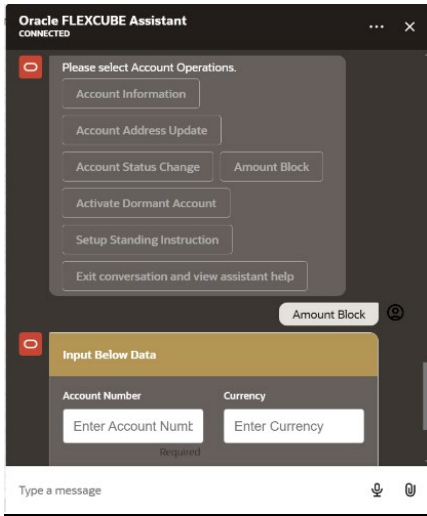 Oracle FLEXCUBE Assistant
CONNECTED
Please select Account Operations.
Account Information
Account Address Update
Account Status Change Amount Block
Activate Dormant Account
Setup Standing Instruction
Exit conversation and view assistant help
Amount Block
Input Below Data
Account Number Currency
Enter Account Numb Enter Currency
Required
Type a message